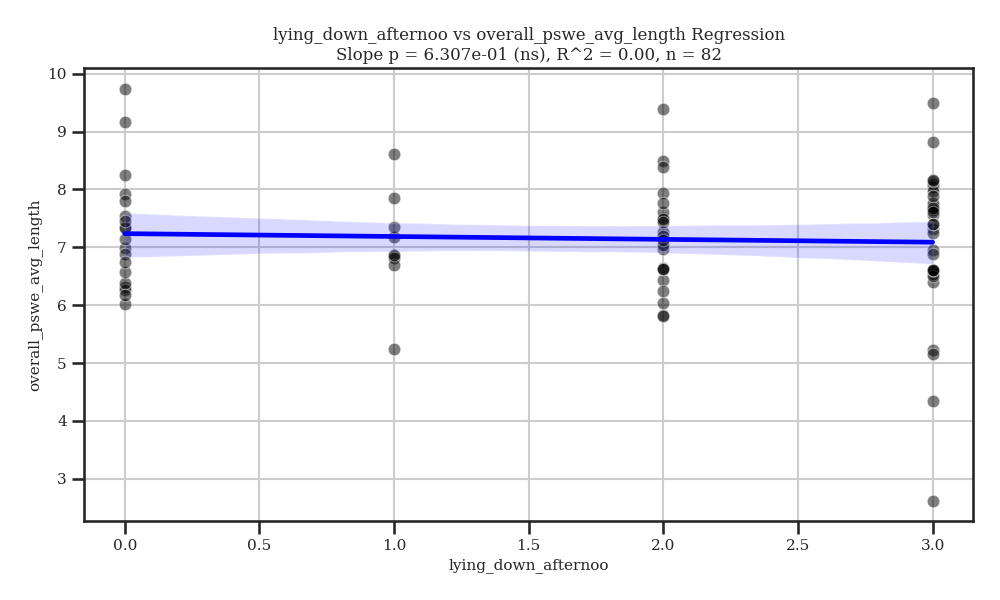 lying_down_afternoo vs overall_pswe_avg_length Regression
Slope p = 6.307e-01 (ns), R^2 = 0.00, n = 82
overall_pswe_avg_length
10
9
8
7
6
5
4
3
0.0 0.5 1.0 1.5 2.0 2.5 3.0
lying_down_afternoo